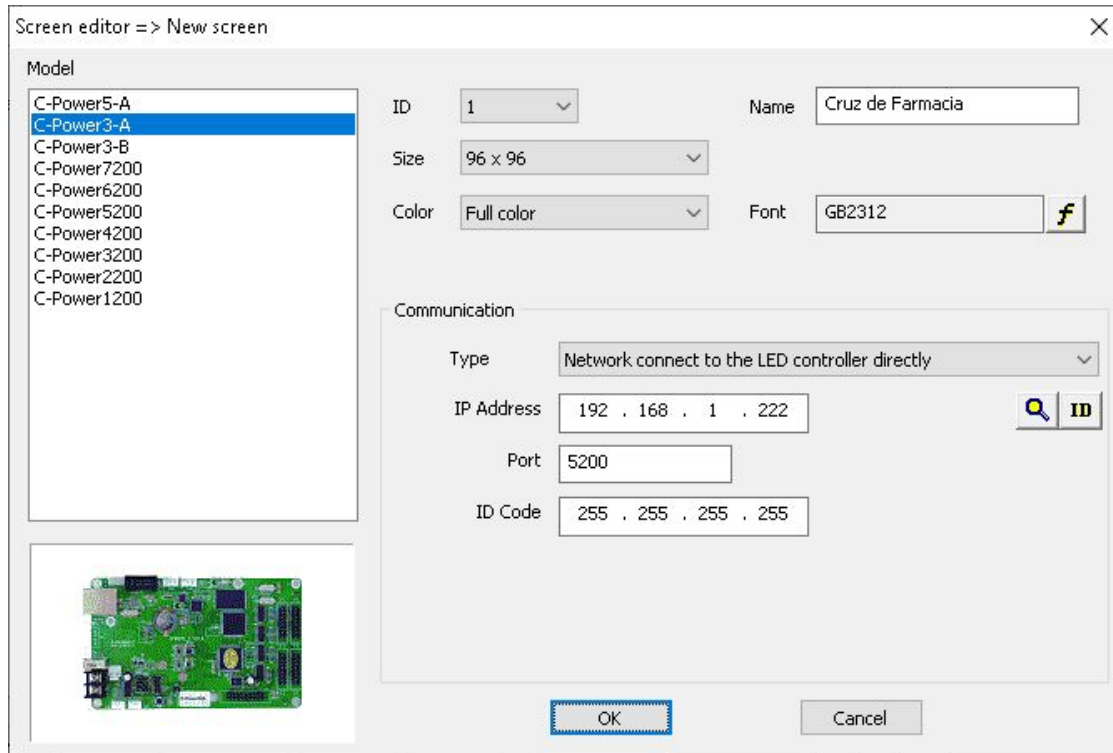 Screen editor => New screen
Model
C-Power5-A
C-Power3-A
C-Power3-B
C-Power7200
C-Power6200
C-Power5200
C-Power4200
C-Power3200
C-Power2200
C-Power1200
ID 1 Name Cruz de Farmacia
Size 96 x 96
Color Full color Font GB2312 f
Communication
Type Network connect to the LED controller directly
IP Address 192 . 168 . 1 . 222 ID
Port 5200
ID Code 255 . 255 . 255 . 255
OK Cancel